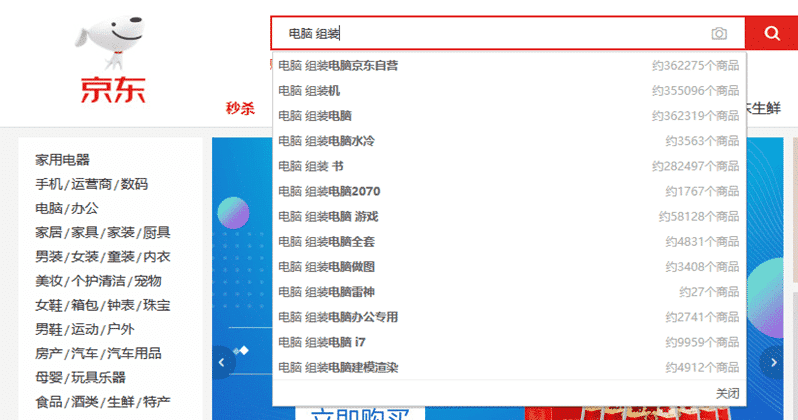 京东
电脑 组装
秒杀
电脑 组装电脑京东自营 约362275个商品
电脑 组装机 约355096个商品
电脑 组装电脑 约362319个商品
电脑 组装电脑水冷 约3563个商品
电脑 组装 书 约282497个商品
电脑 组装电脑2070 约1767个商品
电脑 组装电脑 游戏 约58128个商品
电脑 组装电脑全套 约4831个商品
电脑 组装电脑做图 约3408个商品
电脑 组装电脑雷神 约27个商品
电脑 组装电脑办公专用 约2741个商品
电脑 组装电脑 i7 约9959个商品
电脑 组装电脑建模渲染 约4912个商品
关闭
生鲜
家用电器
手机/运营商/数码
电脑/办公
家居/家具/家装/厨具
男装/女装/童装/内衣
美妆/个护清洁/宠物
女鞋/箱包/钟表/珠宝
男鞋/运动/户外
房产/汽车/汽车用品
母婴/玩具乐器
食品/酒类/生鲜/特产
立即购买